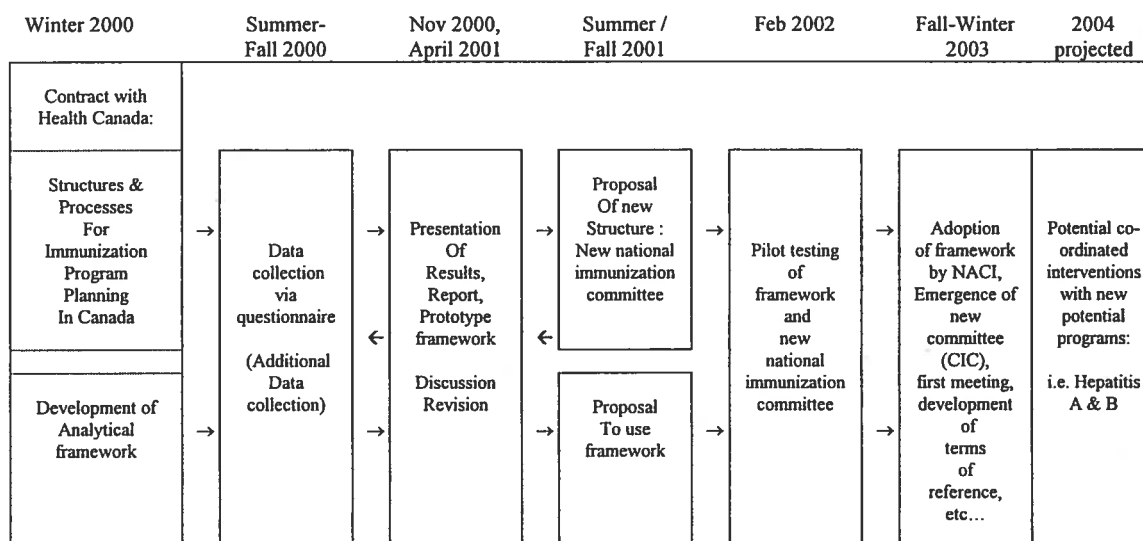 Winter 2000
Summer-
Fall 2000
Nov 2000,
April 2001
Summer /
Fall 2001
Feb 2002
Fall-Winter
2003
2004
projected
Contract with
Health Canada:
Structures &
Processes
For
Immunization
Program
Planning
In Canada
Development of
Analytical
framework
→
→
Data
collection
via
questionnaire
(Additional
Data
collection)
→
←
→
Presentation
Of
Results,
Report,
Prototype
framework
Discussion
Revision
→
←
→
Proposal
Of new
Structure :
New national
immunization
committee
Proposal
To use
framework
→
→
Pilot testing
of
framework
and
new
national
immunization
committee
→
→
Adoption
of framework
by NACI,
Emergence of
new
committee
(CIC),
first meeting,
development
of
terms
of
reference,
etc...
Potential co-
ordinated
interventions
with new
potential
programs:
i.e. Hepatitis
A & B